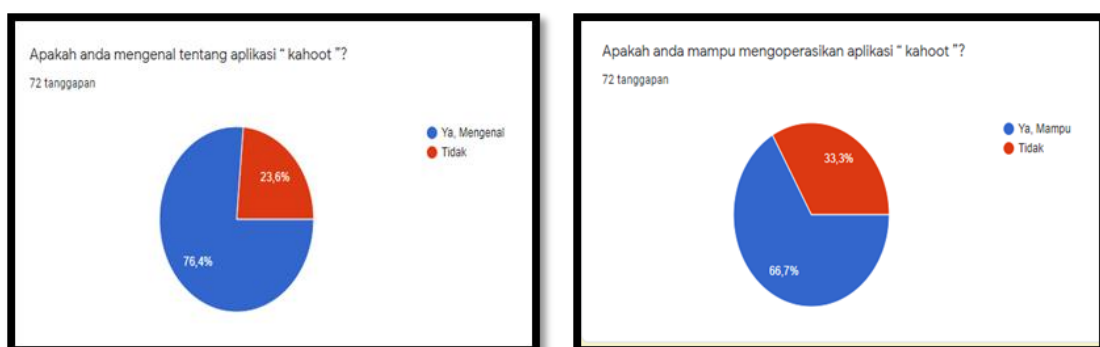 Apakah anda mengenal tentang aplikasi “ kahoot ”?
72 tanggapan
Ya, Mengenal
Tidak
23,6%
76,4%
Apakah anda mampu mengoperasikan aplikasi “ kahoot ”?
72 tanggapan
Ya, Mampu
Tidak
33,3%
66,7%